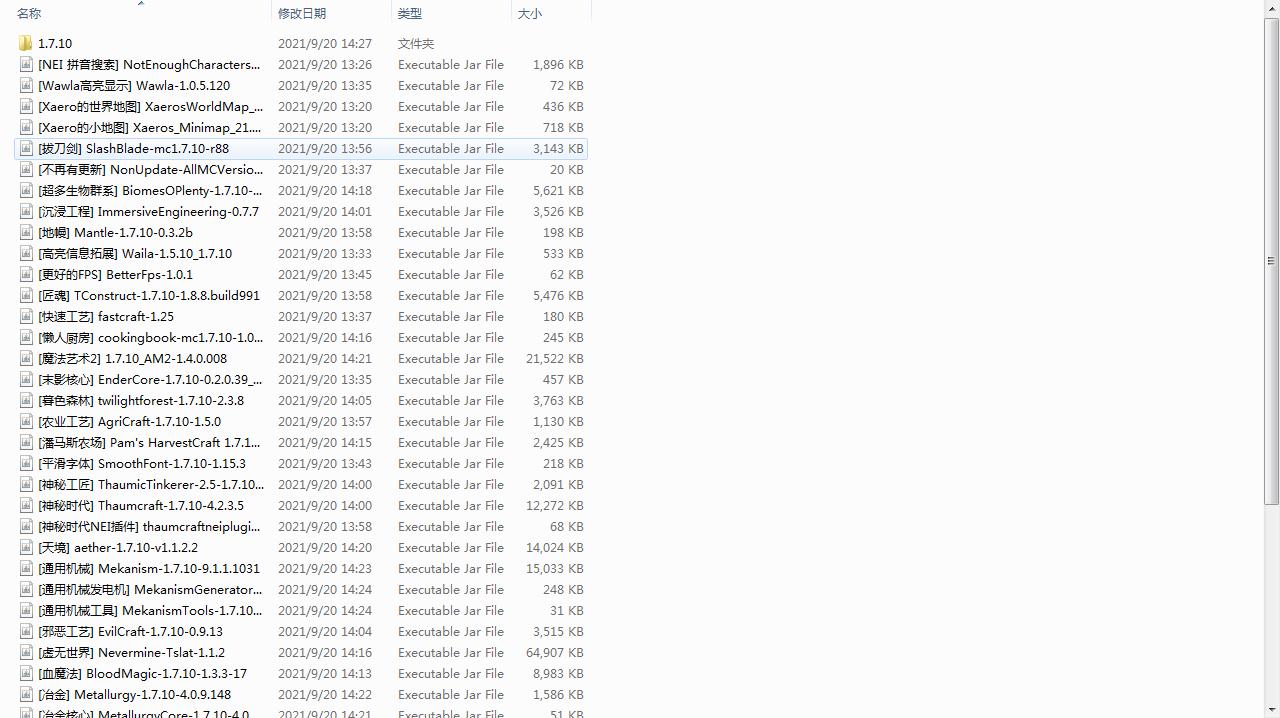 名称 修改日期 类型 大小
1.7.10 2021/9/20 14:27 文件夹
[NEI 拼音搜索] NotEnoughCharacters... 2021/9/20 13:26 Executable Jar File 1,896 KB
[Wawla高亮显示] Wawla-1.0.5.120 2021/9/20 13:35 Executable Jar File 72 KB
[Xaero的世界地图] XaerosWorldMap_... 2021/9/20 13:20 Executable Jar File 436 KB
[Xaero的小地图] Xaeros_Minimap_21.... 2021/9/20 13:20 Executable Jar File 718 KB
[拔刀剑] SlashBlade-mc1.7.10-r88 2021/9/20 13:56 Executable Jar File 3,143 KB
[不再有更新] NonUpdate-AllMCVersio... 2021/9/20 13:37 Executable Jar File 20 KB
[超多生物群系] BiomesOPlenty-1.7.10-... 2021/9/20 14:18 Executable Jar File 5,621 KB
[沉浸工程] ImmersiveEngineering-0.7.7 2021/9/20 14:01 Executable Jar File 3,526 KB
[地幔] Mantle-1.7.10-0.3.2b 2021/9/20 13:58 Executable Jar File 198 KB
[高亮信息拓展] Waila-1.5.10_1.7.10 2021/9/20 13:33 Executable Jar File 533 KB
[更好的FPS] BetterFps-1.0.1 2021/9/20 13:45 Executable Jar File 62 KB
[匠魂] TConstruct-1.7.10-1.8.8.build991 2021/9/20 13:58 Executable Jar File 5,476 KB
[快速工艺] fastcraft-1.25 2021/9/20 13:37 Executable Jar File 180 KB
[懒人厨房] cookingbook-mc1.7.10-1.0... 2021/9/20 14:16 Executable Jar File 245 KB
[魔法艺术2] 1.7.10_AM2-1.4.0.008 2021/9/20 14:21 Executable Jar File 21,522 KB
[末影核心] EnderCore-1.7.10-0.2.0.39_... 2021/9/20 13:35 Executable Jar File 457 KB
[暮色森林] twilightforest-1.7.10-2.3.8 2021/9/20 14:05 Executable Jar File 3,763 KB
[农业工艺] AgriCraft-1.7.10-1.5.0 2021/9/20 13:57 Executable Jar File 1,130 KB
[潘马斯农场] Pam's HarvestCraft 1.7.1... 2021/9/20 14:15 Executable Jar File 2,425 KB
[平滑字体] SmoothFont-1.7.10-1.15.3 2021/9/20 13:43 Executable Jar File 218 KB
[神秘工匠] ThaumicTinkerer-2.5-1.7.10... 2021/9/20 14:00 Executable Jar File 2,091 KB
[神秘时代] Thaumcraft-1.7.10-4.2.3.5 2021/9/20 14:00 Executable Jar File 12,272 KB
[神秘时代NEI插件] thaumcraftneiplugi... 2021/9/20 13:58 Executable Jar File 68 KB
[天境] aether-1.7.10-v1.1.2.2 2021/9/20 14:20 Executable Jar File 14,024 KB
[通用机械] Mekanism-1.7.10-9.1.1.1031 2021/9/20 14:23 Executable Jar File 15,033 KB
[通用机械发电机] MekanismGenerator... 2021/9/20 14:24 Executable Jar File 248 KB
[通用机械工具] MekanismTools-1.7.10... 2021/9/20 14:24 Executable Jar File 31 KB
[邪恶工艺] EvilCraft-1.7.10-0.9.13 2021/9/20 14:04 Executable Jar File 3,515 KB
[虚无世界] Nevermine-Tslat-1.1.2 2021/9/20 14:16 Executable Jar File 64,907 KB
[血魔法] BloodMagic-1.7.10-1.3.3-17 2021/9/20 14:13 Executable Jar File 8,983 KB
[冶金] Metallurgy-1.7.10-4.0.9.148 2021/9/20 14:22 Executable Jar File 1,586 KB
[冶金核心] MetallurgyCore-1.7.10-4.0... 2021/9/20 14:21 Executable Jar File 51 KB